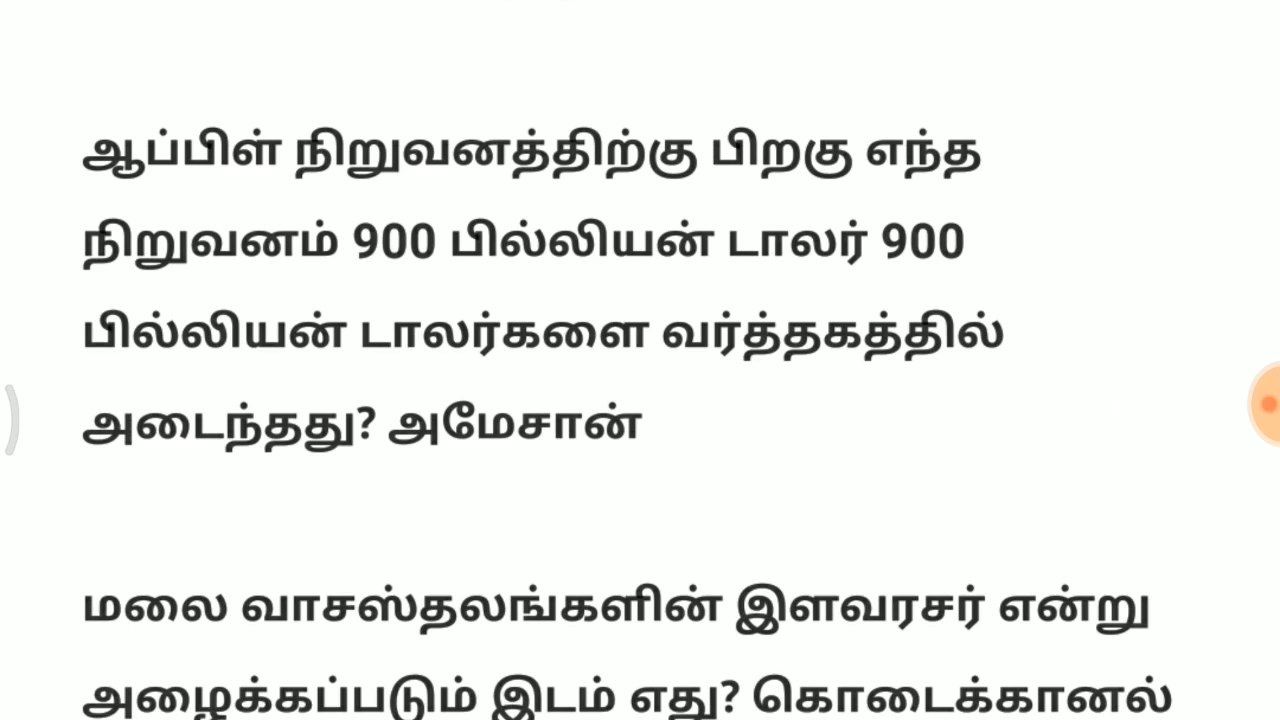 ஆப்பிள் நிறுவனத்திற்கு பிறகு எந்த
நிறுவனம் 900 பில்லியன் டாலர் 900
பில்லியன் டாலர்களை வர்த்தகத்தில்
அடைந்தது? அமேசான்
மலை வாசஸ்தலங்களின் இளவரசர் என்று
அழைக்கப்படும் இடம் எது? கொடைக்கானல்